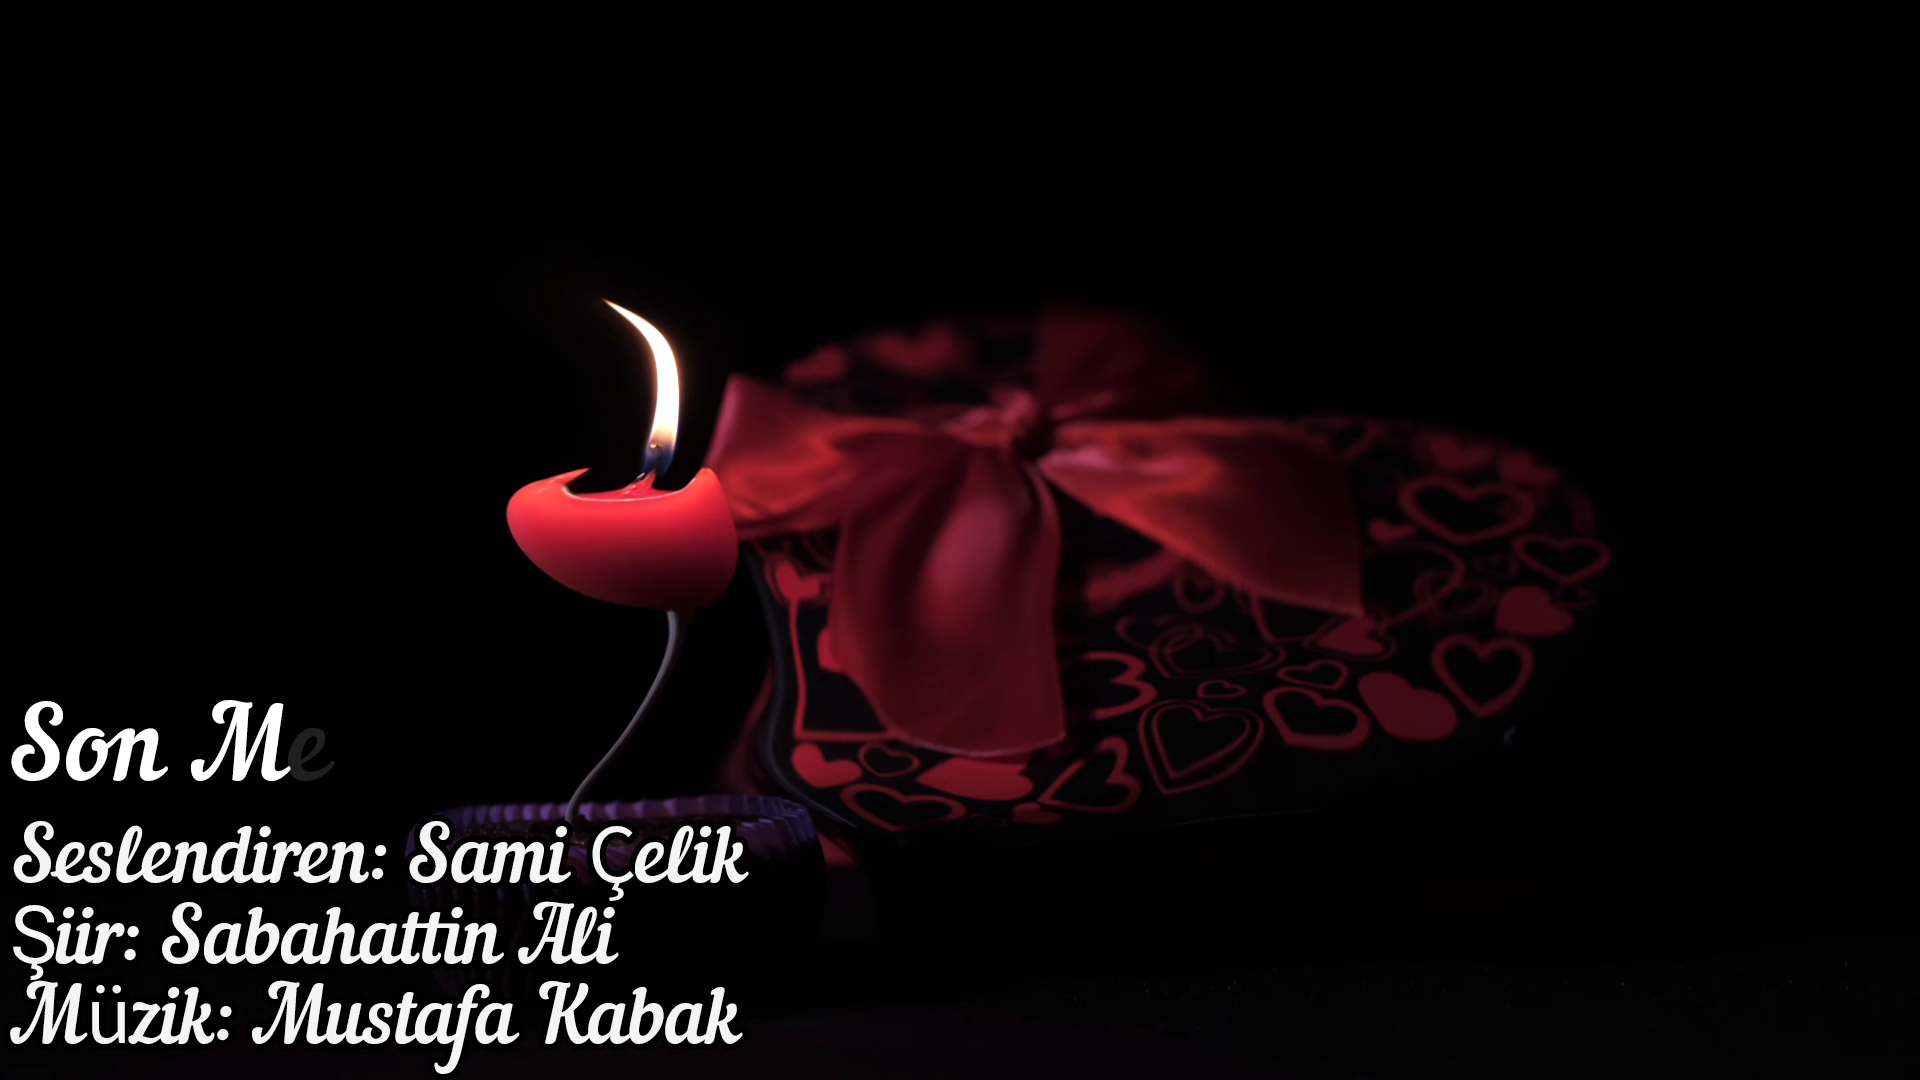 Son Me
Seslendiren: Sami Çelik
Şiir: Sabahattin Ali
Müzik: Mustafa Kabak